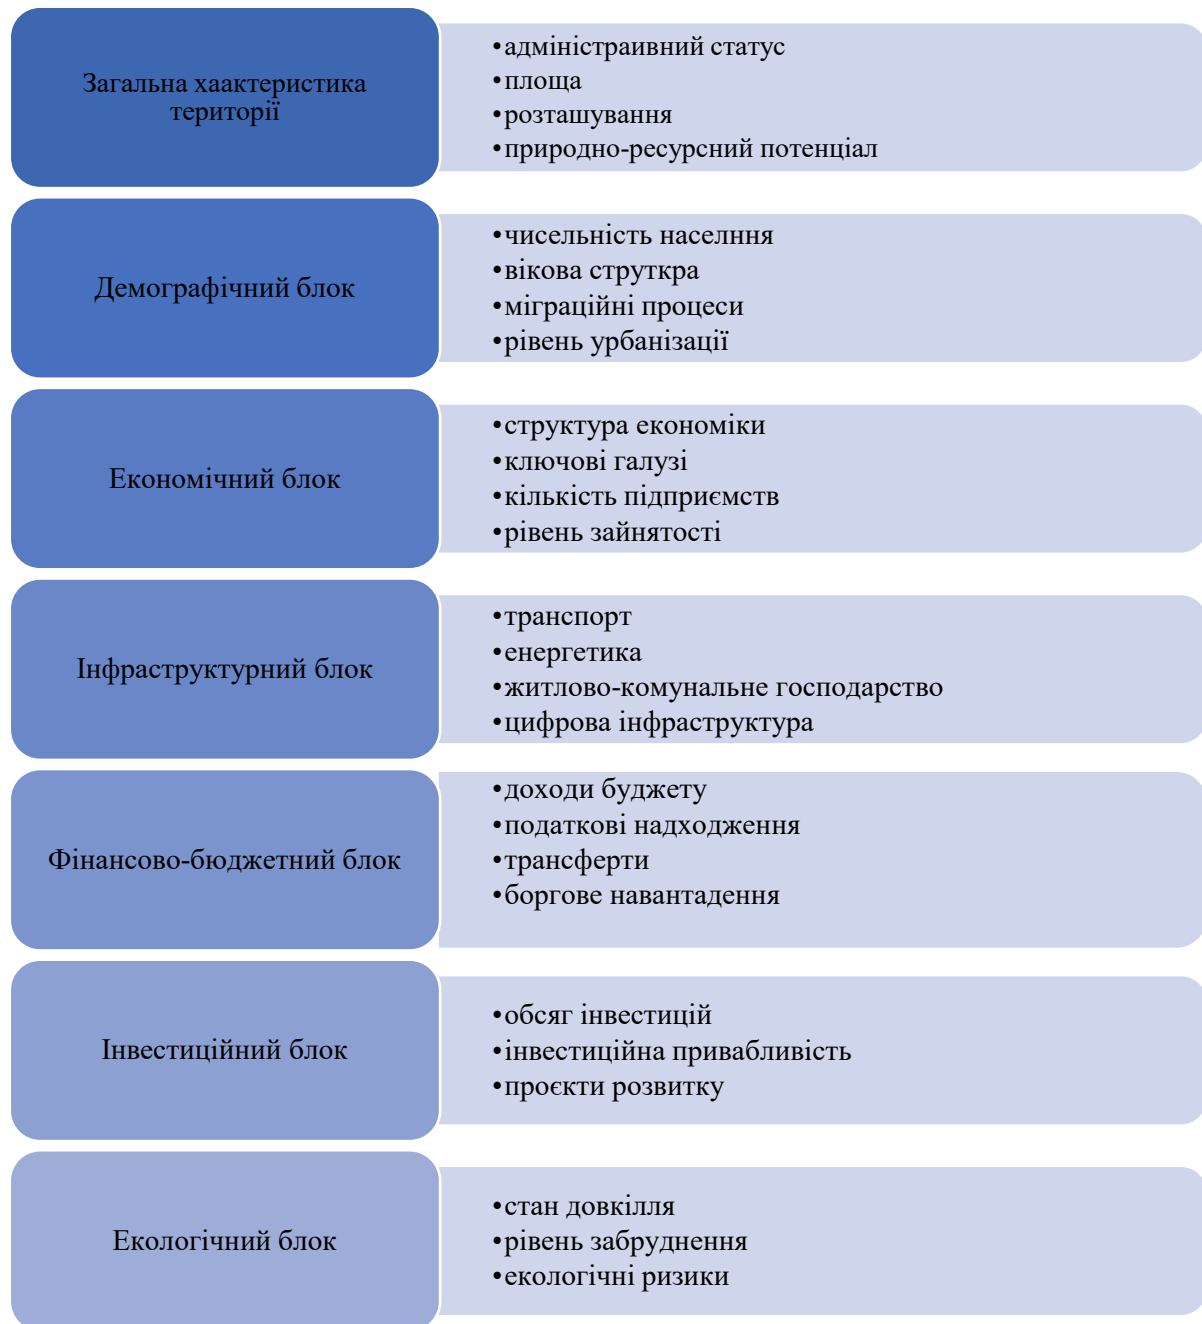 Загальна хаактеристика
території
•адміністраивний статус
•площа
•розташування
•природно-ресурсний потенціал
Демографічний блок
•чисельність населння
•вікова струткра
•міграційні процеси
•рівень урбанізації
Економічний блок
•структура економіки
•ключові галузі
•кількість підприємств
•рівень зайнятості
Інфраструктурний блок
•транспорт
•енергетика
•житлово-комунальне господарство
•цифрова інфраструктура
Фінансово-бюджетний блок
•доходи буджету
•податкові надходження
•трансферти
•боргове навантадення
Інвестиційний блок
•обсяг інвестицій
•інвестиційна привабливість
•проєкти розвитку
Екологічний блок
•стан довкілля
•рівень забруднення
•екологічні ризики